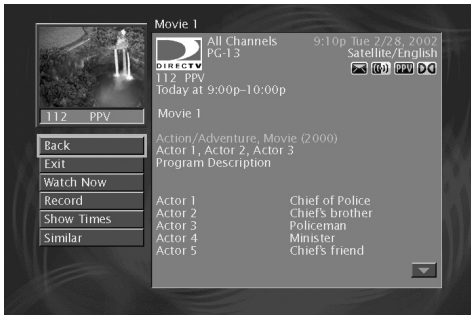 Movie 1
All Channels 9:10p Tue 2/28, 2002
PG-13 Satellite/English
DIRECTV
PPV
112 PPV
Today at 9:00p-10:00p
112 PPV
Movie 1
Back
Exit
Watch Now
Record
Show Times
Similar
Action/Adventure, Movie (2000)
Actor 1, Actor 2, Actor 3
Program Description
Actor 1 Chief of Police
Actor 2 Chief's brother
Actor 3 Policeman
Actor 4 Minister
Actor 5 Chief's friend